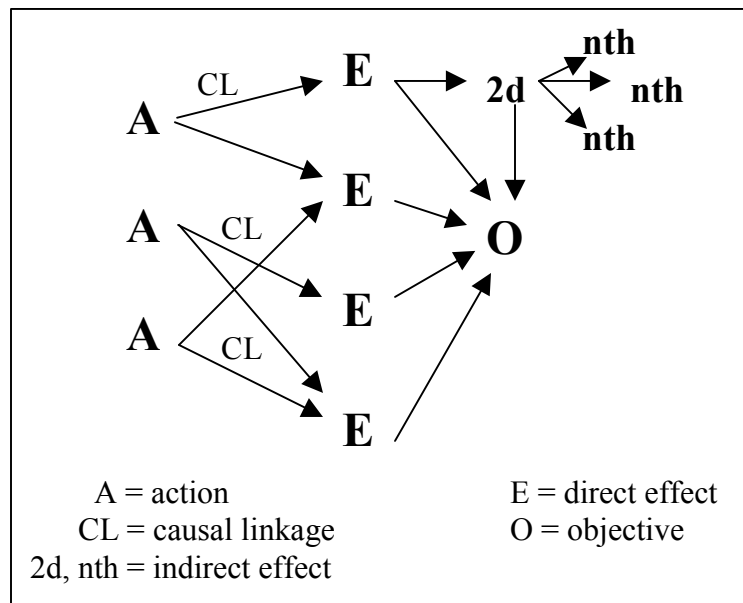 nth
E
CL
2d
nth
A
nth
E
A
CL
O
E
A
CL
E
A = action
E = direct effect
CL = causal linkage
O = objective
2d, nth = indirect effect